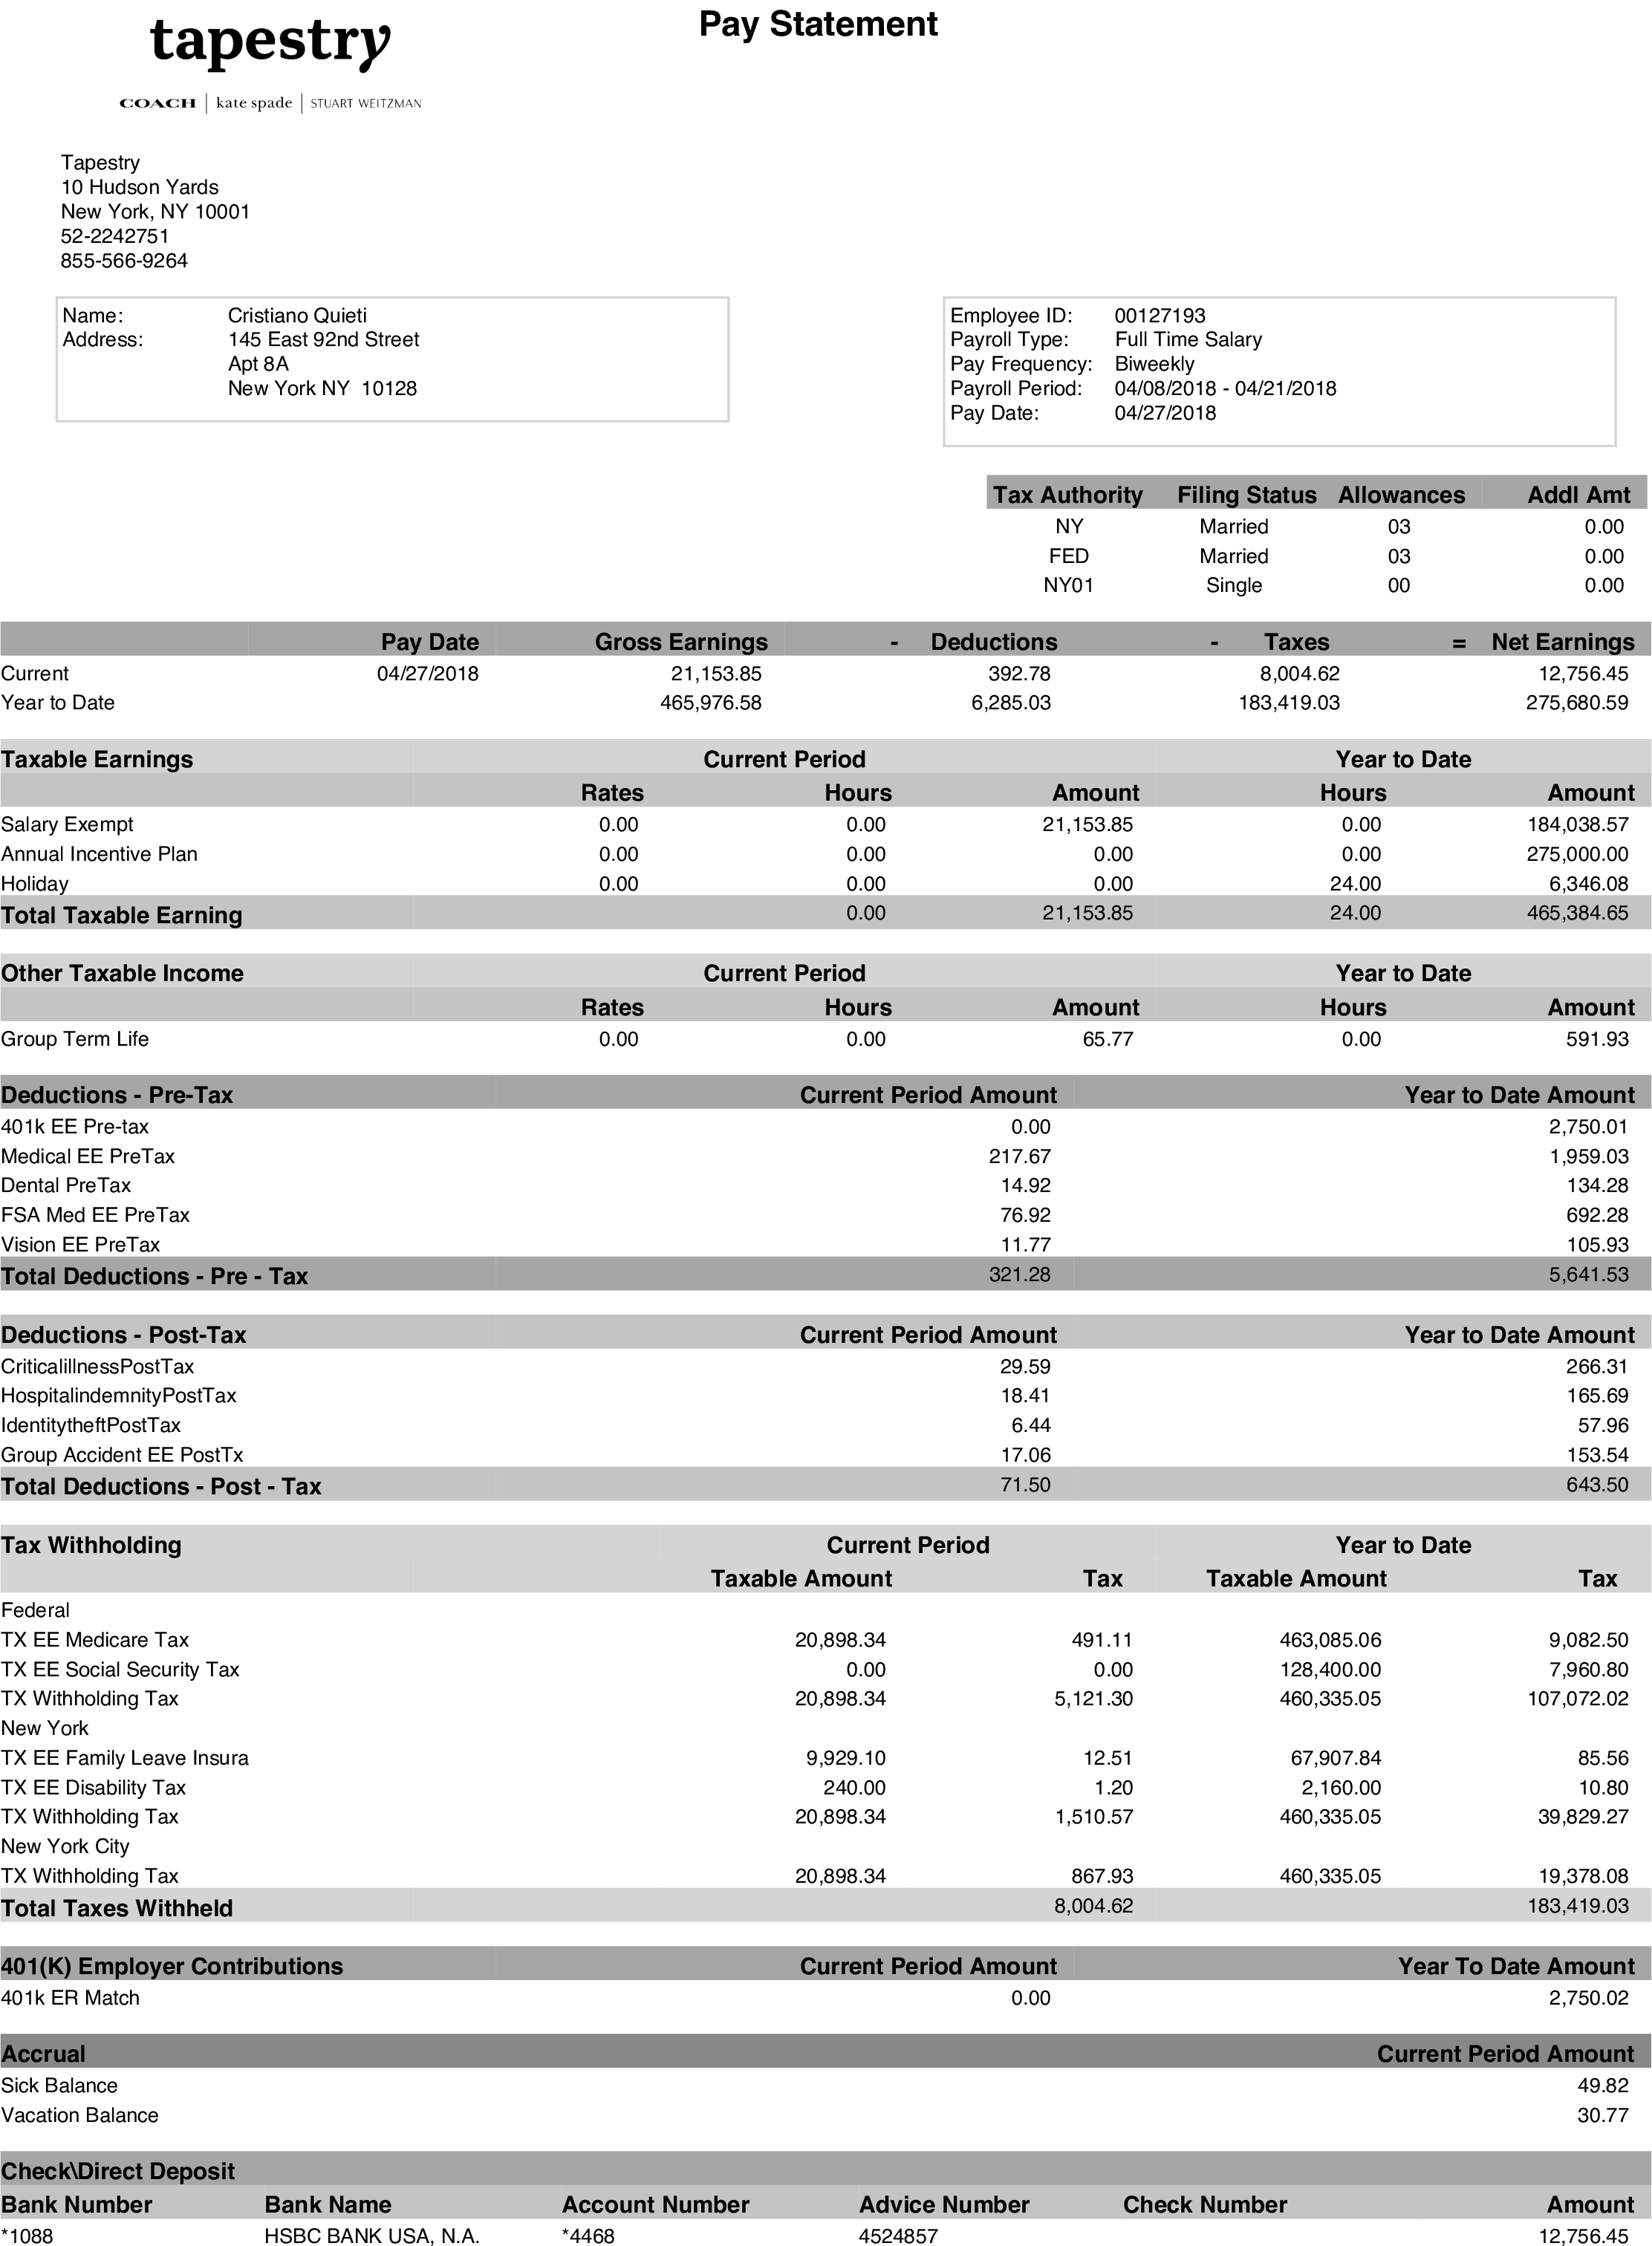 tapestry
Pay Statement
COACH | kate spade | STUART WEITZMAN
Tapestry
10 Hudson Yards
New York, NY 10001
52-2242751
855-566-9264
Name: Cristiano Quieti
Address: 145 East 92nd Street
Apt 8A
New York NY 10128
Employee ID: 00127193
Payroll Type: Full Time Salary
Pay Frequency: Biweekly
Payroll Period: 04/08/2018 - 04/21/2018
Pay Date: 04/27/2018
Tax Authority Filing Status Allowances Addl Amt
NY Married 03 0.00
FED Married 03 0.00
NY01 Single 00 0.00
Pay Date Gross Earnings - Deductions - Taxes = Net Earnings
Current 04/27/2018 21,153.85 392.78 8,004.62 12,756.45
Year to Date 465,976.58 6,285.03 183,419.03 275,680.59
Taxable Earnings Current Period Year to Date
Rates Hours Amount Hours Amount
Salary Exempt 0.00 0.00 21,153.85 0.00 184,038.57
Annual Incentive Plan 0.00 0.00 0.00 0.00 275,000.00
Holiday 0.00 0.00 0.00 24.00 6,346.08
Total Taxable Earning 0.00 21,153.85 24.00 465,384.65
Other Taxable Income Current Period Year to Date
Rates Hours Amount Hours Amount
Group Term Life 0.00 0.00 65.77 0.00 591.93
Deductions - Pre-Tax Current Period Amount Year to Date Amount
401k EE Pre-tax 0.00 2,750.01
Medical EE PreTax 217.67 1,959.03
Dental PreTax 14.92 134.28
FSA Med EE PreTax 76.92 692.28
Vision EE PreTax 11.77 105.93
Total Deductions - Pre - Tax 321.28 5,641.53
Deductions - Post-Tax Current Period Amount Year to Date Amount
CriticalillnessPostTax 29.59 266.31
HospitalindemnityPostTax 18.41 165.69
IdentitytheftPostTax 6.44 57.96
Group Accident EE PostTx 17.06 153.54
Total Deductions - Post - Tax 71.50 643.50
Tax Withholding Current Period Year to Date
Taxable Amount Tax Taxable Amount Tax
Federal
TX EE Medicare Tax 20,898.34 491.11 463,085.06 9,082.50
TX EE Social Security Tax 0.00 0.00 128,400.00 7,960.80
TX Withholding Tax 20,898.34 5,121.30 460,335.05 107,072.02
New York
TX EE Family Leave Insura 9,929.10 12.51 67,907.84 85.56
TX EE Disability Tax 240.00 1.20 2,160.00 10.80
TX Withholding Tax 20,898.34 1,510.57 460,335.05 39,829.27
New York City
TX Withholding Tax 20,898.34 867.93 460,335.05 19,378.08
Total Taxes Withheld 8,004.62 183,419.03
401(K) Employer Contributions Current Period Amount Year To Date Amount
401k ER Match 0.00 2,750.02
Accrual Current Period Amount
Sick Balance 49.82
Vacation Balance 30.77
Check\Direct Deposit
Bank Number Bank Name Account Number Advice Number Check Number Amount
*1088 HSBC BANK USA, N.A. *4468 4524857 12,756.45